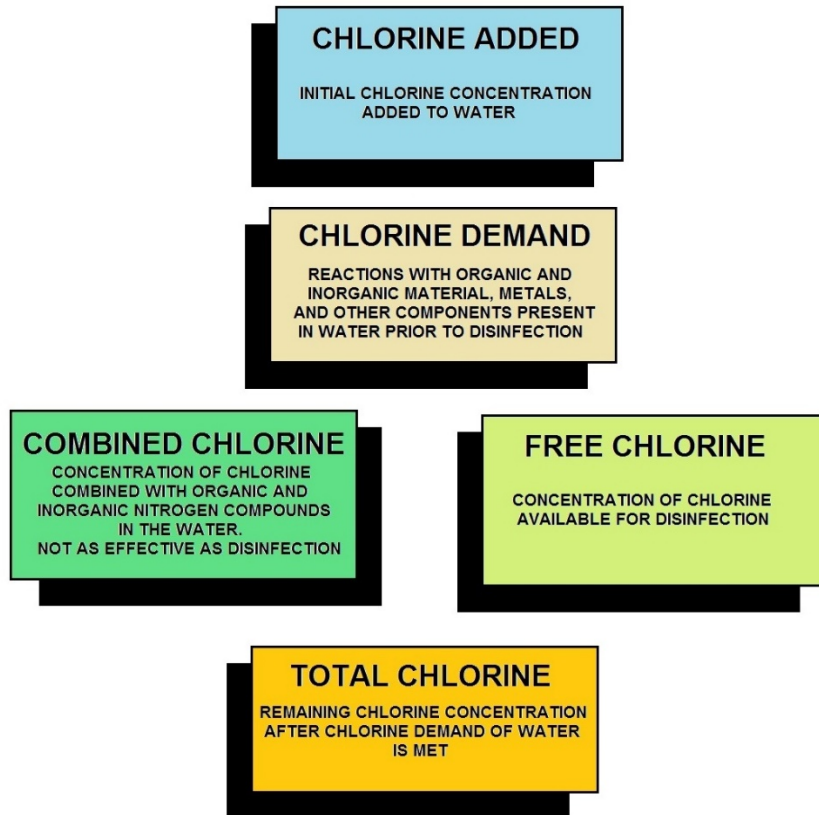 CHLORINE ADDED
INITIAL CHLORINE CONCENTRATION
ADDED TO WATER
CHLORINE DEMAND
REACTIONS WITH ORGANIC AND
INORGANIC MATERIAL, METALS,
AND OTHER COMPONENTS PRESENT
IN WATER PRIOR TO DISINFECTION
COMBINED CHLORINE
CONCENTRATION OF CHLORINE
COMBINED WITH ORGANIC AND
INORGANIC NITROGEN COMPOUNDS
IN THE WATER.
NOT AS EFFECTIVE AS DISINFECTION
FREE CHLORINE
CONCENTRATION OF CHLORINE
AVAILABLE FOR DISINFECTION
TOTAL CHLORINE
REMAINING CHLORINE CONCENTRATION
AFTER CHLORINE DEMAND OF WATER
IS MET